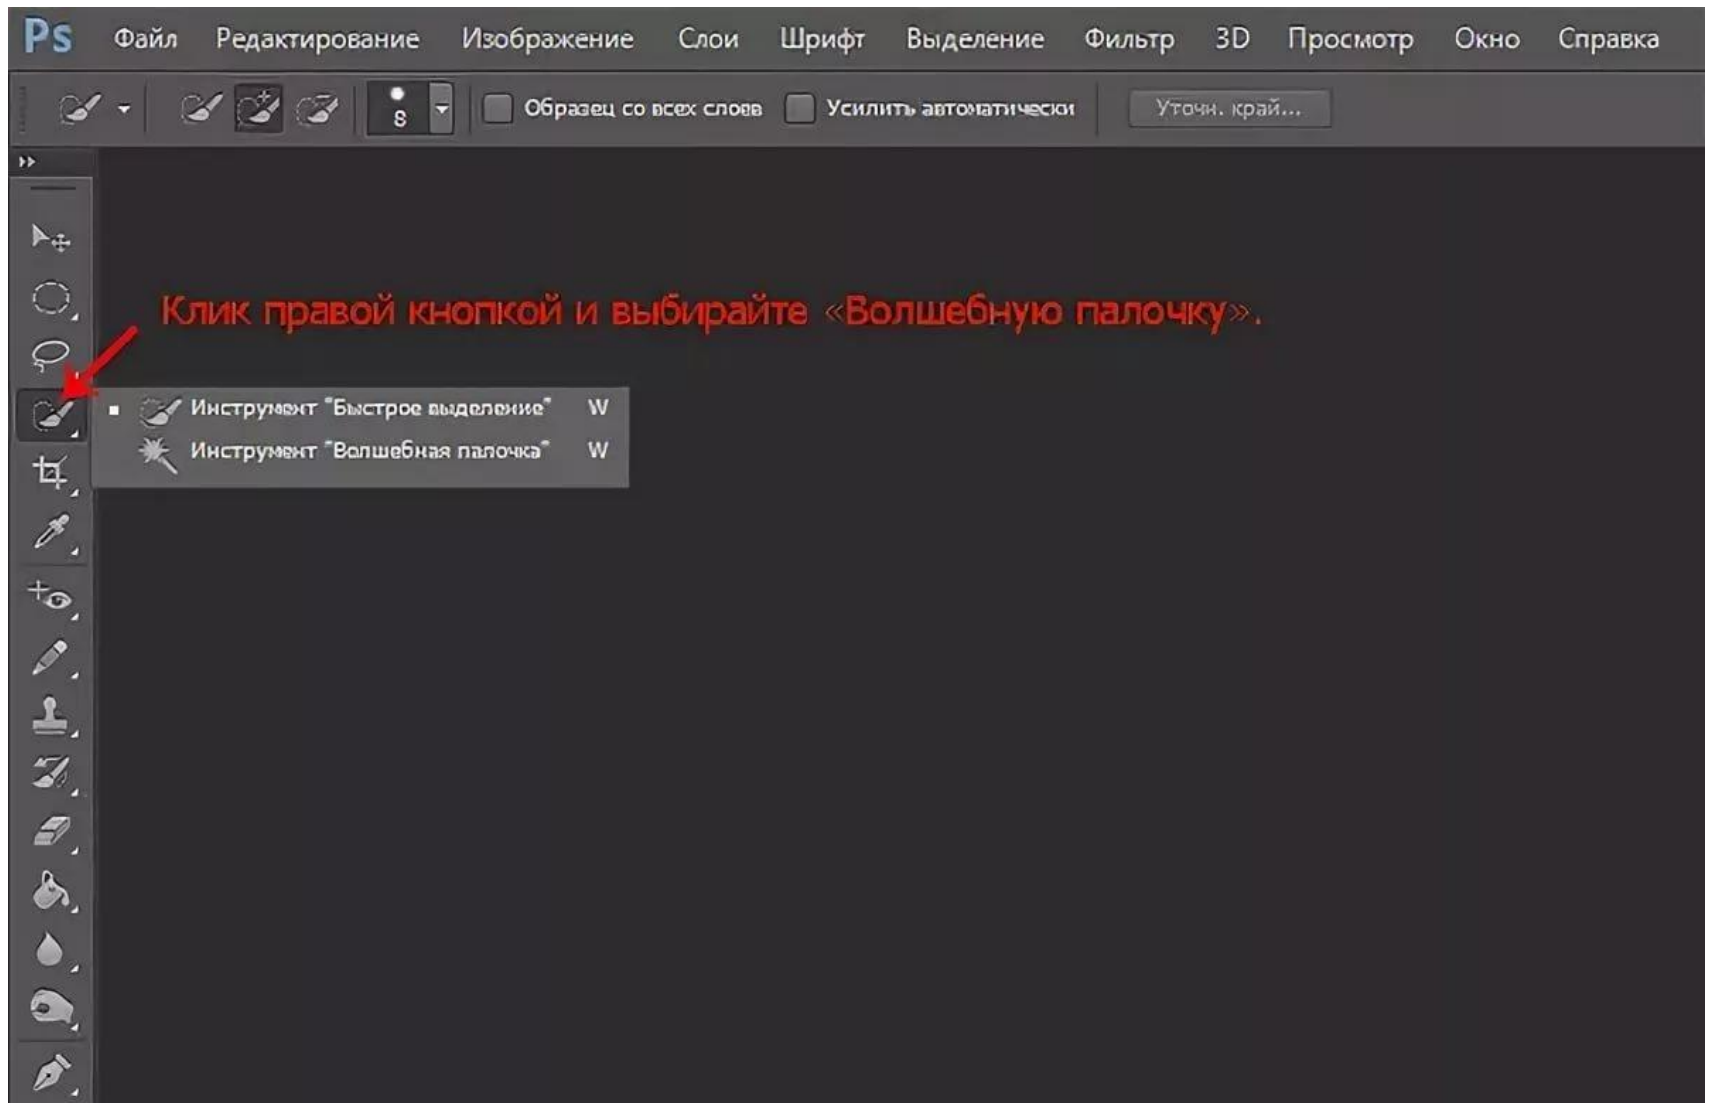 Ps Файл Редактирование Изображение Слои Шрифт Выделение Фильтр 3D Просмотр Окно Справка
8 Образец со всех слоев Усилить автоматически Уточн. край...
Клик правой кнопкой и выбирайте «Волшебную палочку».
Инструмент "Быстрое выделение" W
Инструмент "Волшебная палочка" W